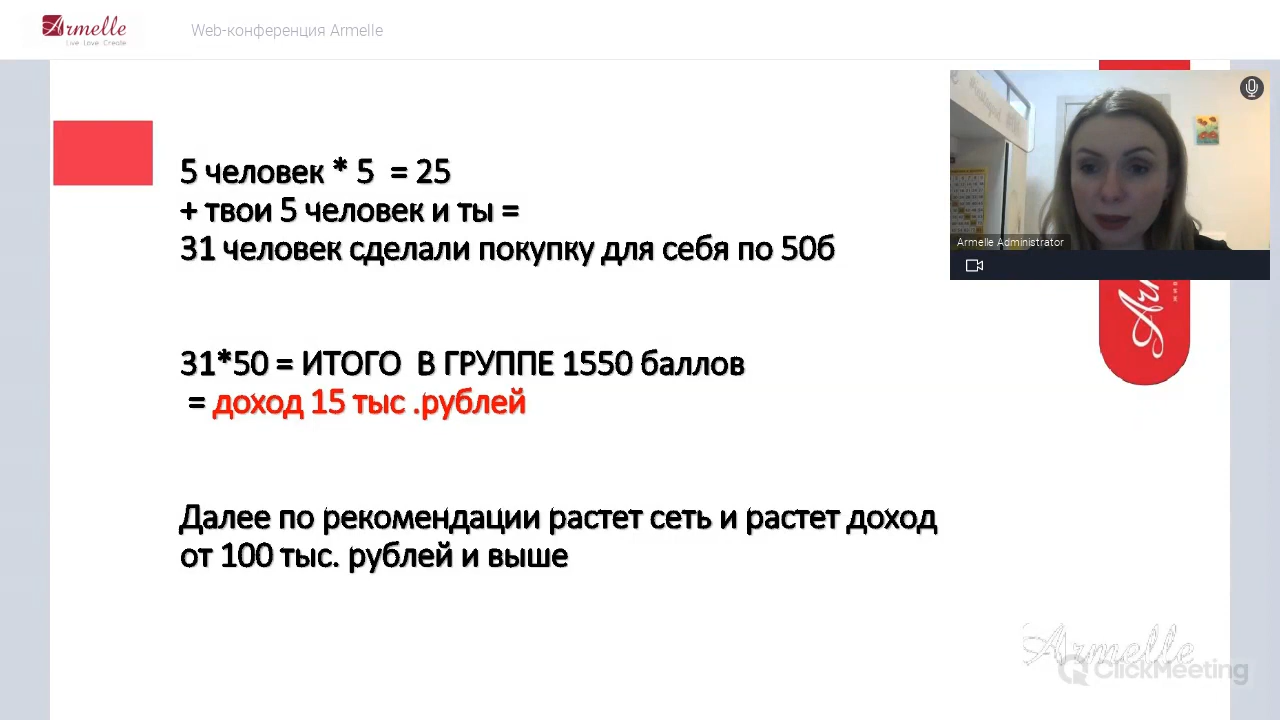 Armelle
Live Love Create
Web-конференция Armelle
5 человек * 5 = 25
+ твои 5 человек и ты =
31 человек сделали покупку для себя по 50б
31*50 = ИТОГО В ГРУППЕ 1550 баллов
= доход 15 тыс .рублей
Далее по рекомендации растет сеть и растет доход
от 100 тыс. рублей и выше
Armelle Administrator
Armelle
ClickMeeting